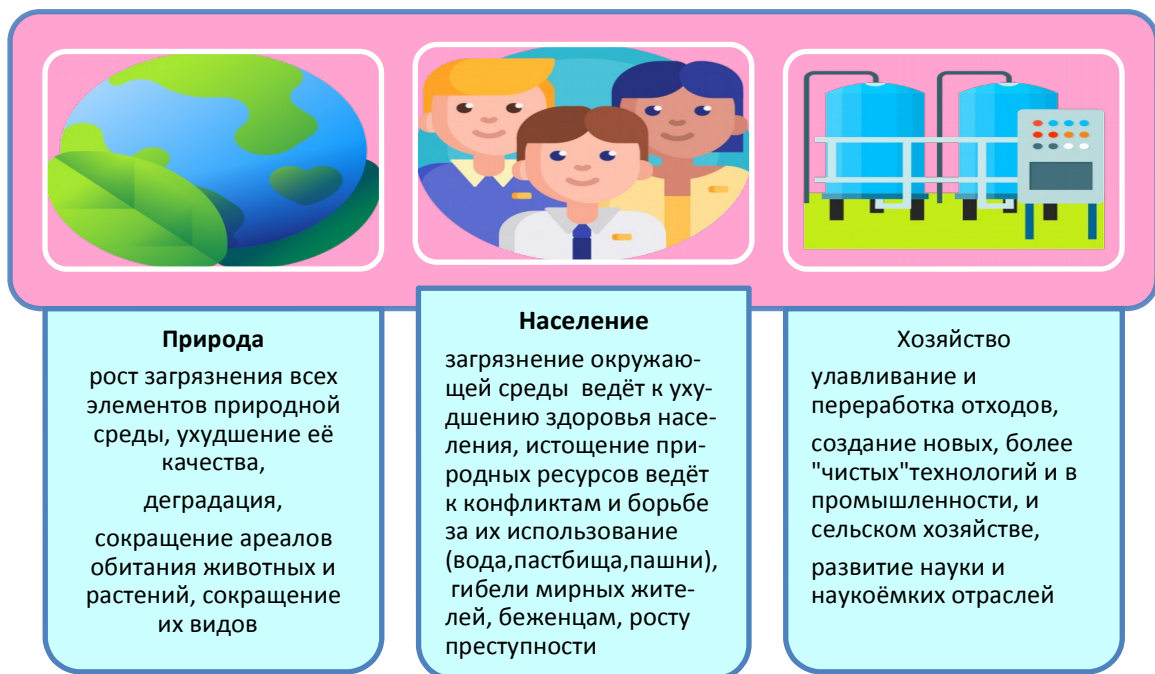 Природа
рост загрязнения всех
элементов природной
среды, ухудшение её
качества,
деградация,
сокращение ареалов
обитания животных и
растений, сокращение
их видов
Население
загрязнение окружаю-
щей среды ведёт к уху-
дшению здоровья насе-
ления, истощение при-
родных ресурсов ведёт
к конфликтам и борьбе
за их использование
(вода,пастбища,пашни),
гибели мирных жите-
лей, беженцам, росту
преступности
Хозяйство
улавливание и
переработка отходов,
создание новых, более
"чистых"технологий и в
промышленности, и
сельском хозяйстве,
развитие науки и
наукоёмких отраслей